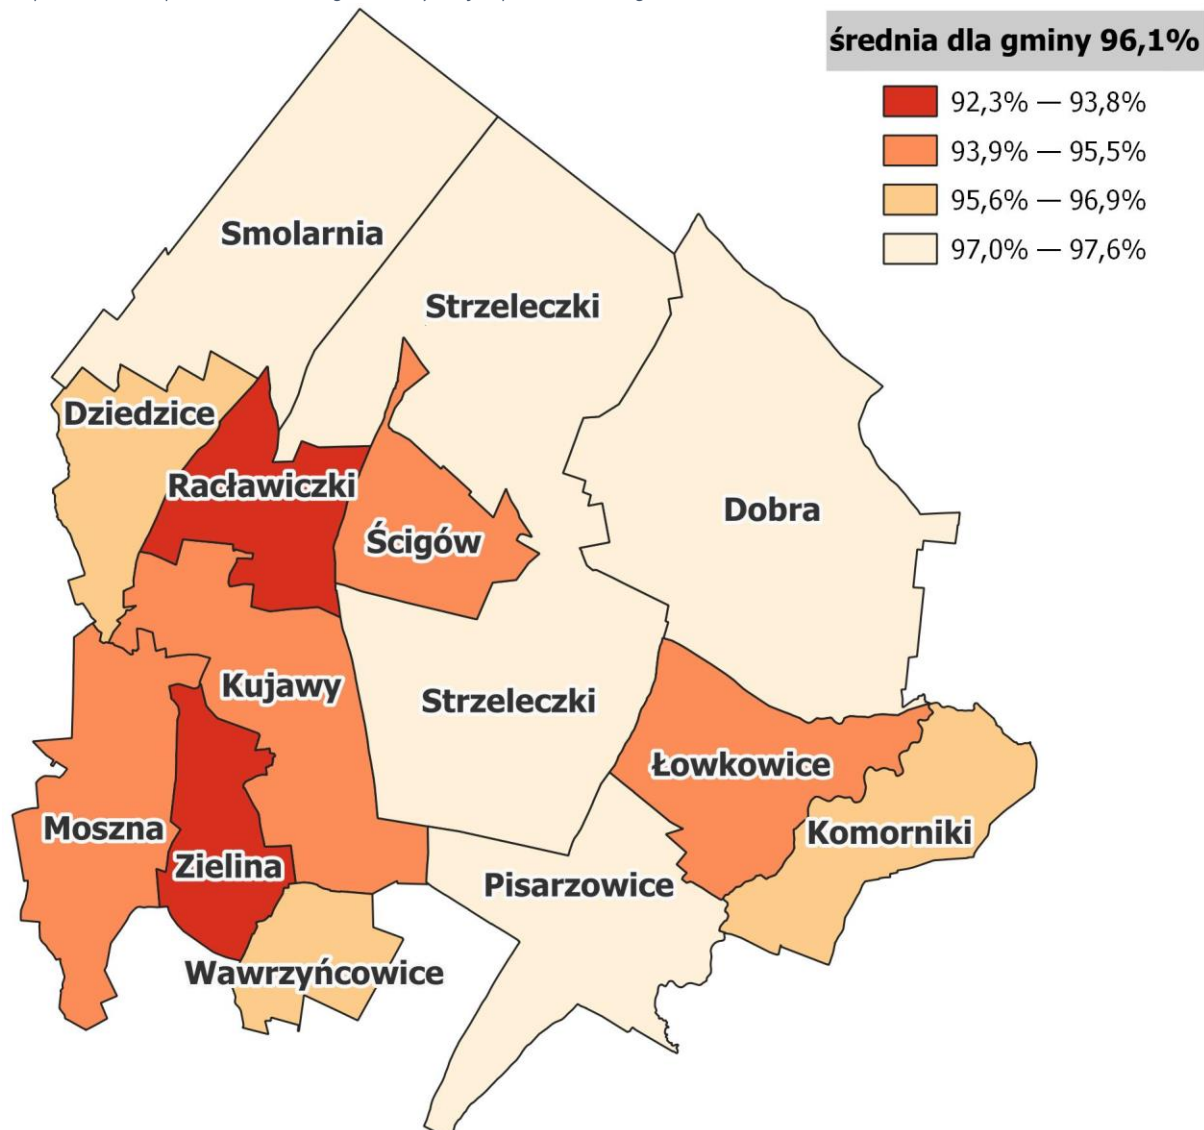 średnia dla gminy 96,1%
92,3% — 93,8%
93,9% — 95,5%
95,6% — 96,9%
97,0% — 97,6%
Smolarnia
Strzeleczki
Dziedzice
Racławiczki
Dobra
Ścigów
Kujawy
Strzeleczki
Łowkowice
Moszna
Komorniki
Zielina
Pisarzowice
Wawrzyńcowice